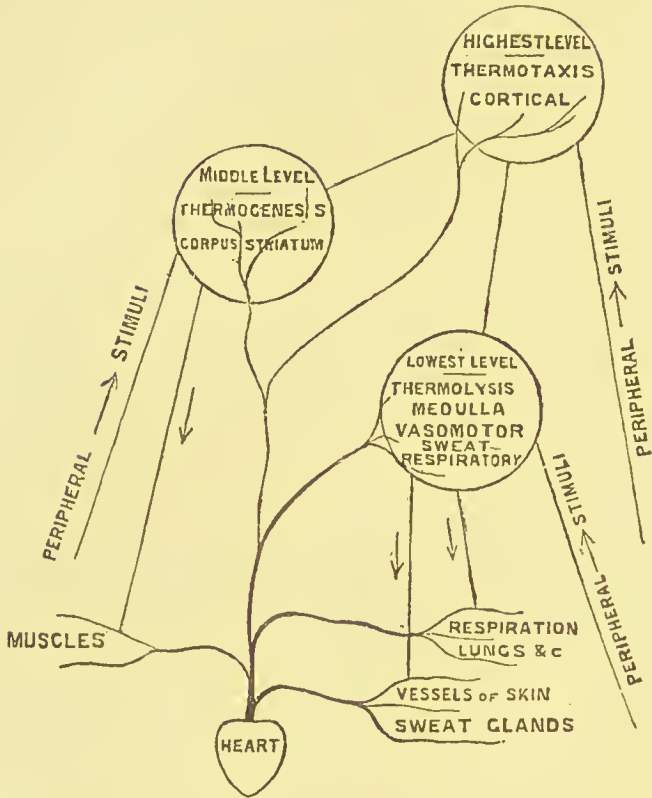 HIGHEST LEVEL
THERMOTAXIS
CORTICAL
MIDDLE LEVEL
THERMOGENESIS
CORPUS STRIATUM
LOWEST LEVEL
THERMOLYSIS
MEDULLA
VASOMOTOR
SWEAT
RESPIRATORY
PERIPHERAL → STIMULI
PERIPHERAL → STIMULI
PERIPHERAL → STIMULI
MUSCLES
RESPIRATION
LUNGS & c
VESSELS OF SKIN
SWEAT GLANDS
HEART